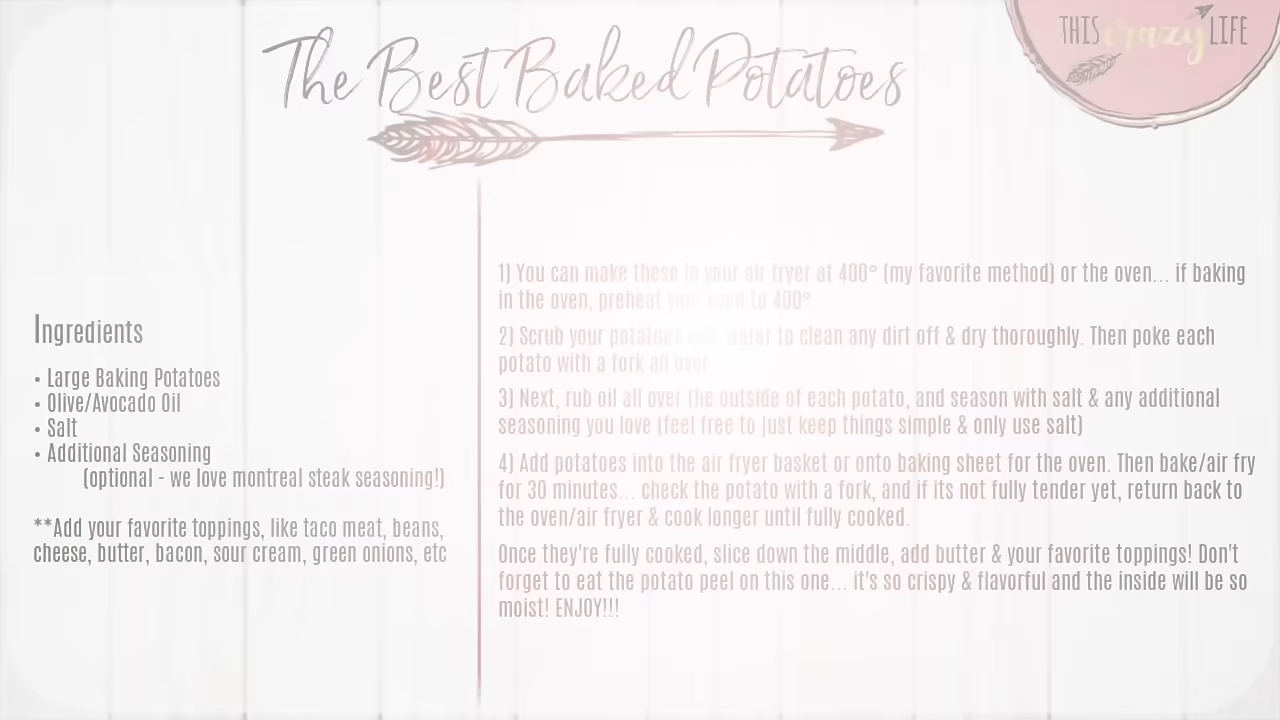 The Best Baked Potatoes
THIS crazy LIFE
Ingredients
• Large Baking Potatoes
• Olive/Avocado Oil
• Salt
• Additional Seasoning
(optional - we love montreal steak seasoning!)
**Add your favorite toppings, like taco meat, beans,
cheese, butter, bacon, sour cream, green onions, etc
1) You can make these in your air fryer at 400° (my favorite method) or the oven... if baking
in the oven, preheat your oven to 400°
2) Scrub your potatoes water to clean any dirt off & dry thoroughly. Then poke each
potato with a fork all over
3) Next, rub oil all over the outside of each potato, and season with salt & any additional
seasoning you love (feel free to just keep things simple & only use salt)
4) Add potatoes into the air fryer basket or onto baking sheet for the oven. Then bake/air fry
for 30 minutes... check the potato with a fork, and if its not fully tender yet, return back to
the oven/air fryer & cook longer until fully cooked.
Once they're fully cooked, slice down the middle, add butter & your favorite toppings! Don't
forget to eat the potato peel on this one... it's so crispy & flavorful and the inside will be so
moist! ENJOY!!!